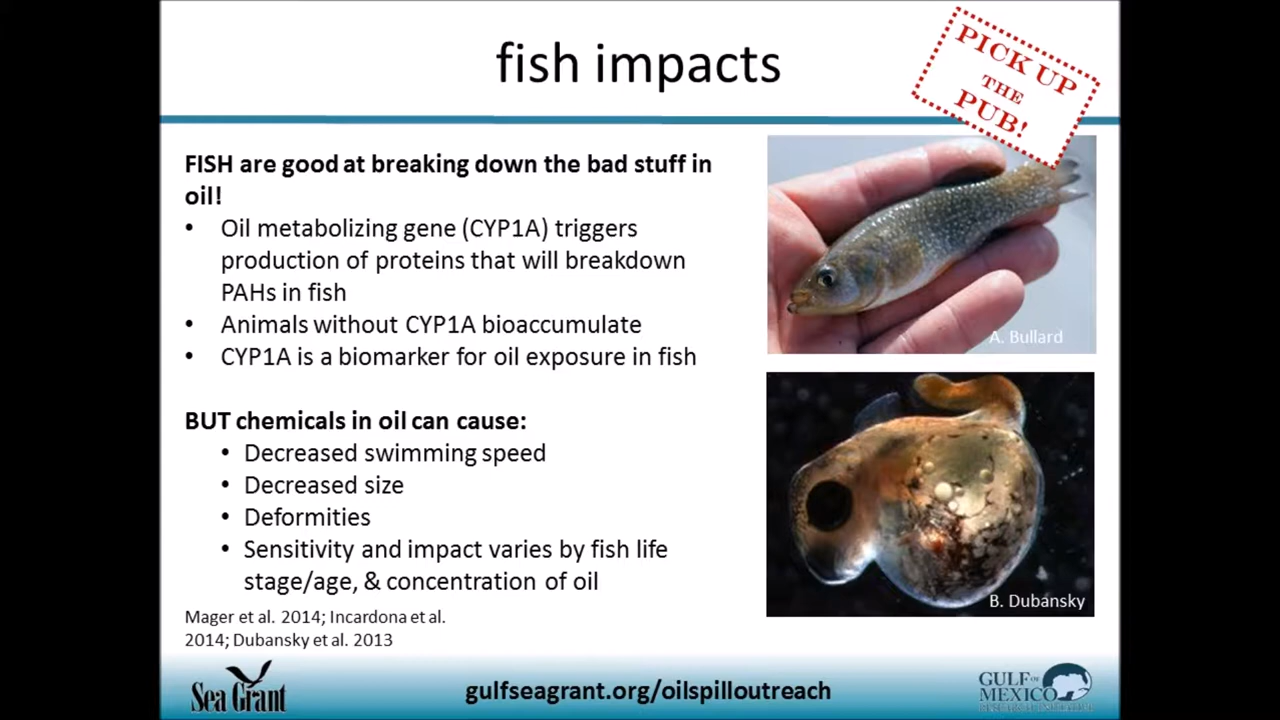 fish impacts
PICK UP
THE
PUB!
FISH are good at breaking down the bad stuff in
oil!
• Oil metabolizing gene (CYP1A) triggers
production of proteins that will breakdown
PAHs in fish
• Animals without CYP1A bioaccumulate
• CYP1A is a biomarker for oil exposure in fish
A. Bullard
BUT chemicals in oil can cause:
• Decreased swimming speed
• Decreased size
• Deformities
• Sensitivity and impact varies by fish life
stage/age, & concentration of oil
B. Dubansky
Mager et al. 2014; Incardona et al.
2014; Dubansky et al. 2013
Sea Grant
gulfseagrant.org/oilspilloutreach
GULF OF
MEXICO
RESEARCH INITIATIVE